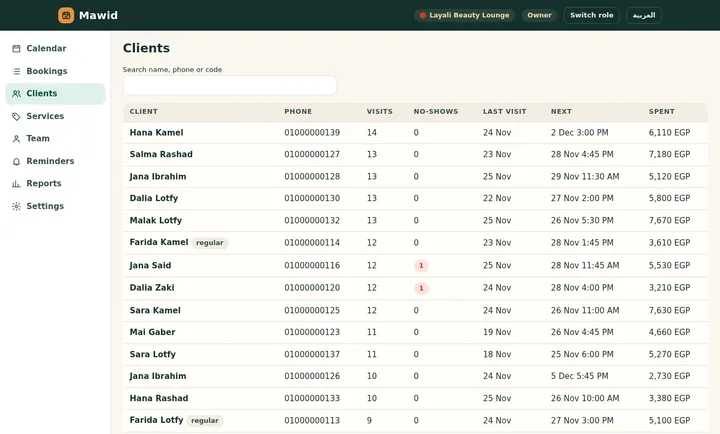 Mawid
Layali Beauty Lounge
Owner
Switch role
العربية
Calendar
Bookings
Clients
Services
Team
Reminders
Reports
Settings
Clients
Search name, phone or code
CLIENT PHONE VISITS NO-SHOWS LAST VISIT NEXT SPENT
Hana Kamel 01000000139 14 0 24 Nov 2 Dec 3:00 PM 6,110 EGP
Salma Rashad 01000000127 13 0 23 Nov 28 Nov 4:45 PM 7,180 EGP
Jana Ibrahim 01000000128 13 0 25 Nov 29 Nov 11:30 AM 5,120 EGP
Dalia Lotfy 01000000130 13 0 22 Nov 27 Nov 2:00 PM 5,800 EGP
Malak Lotfy 01000000132 13 0 25 Nov 26 Nov 5:30 PM 7,670 EGP
Farida Kamel regular 01000000114 12 0 23 Nov 28 Nov 1:45 PM 3,610 EGP
Jana Said 01000000116 12 1 25 Nov 28 Nov 11:45 AM 5,530 EGP
Dalia Zaki 01000000120 12 1 24 Nov 28 Nov 4:00 PM 3,210 EGP
Sara Kamel 01000000125 12 0 24 Nov 26 Nov 11:00 AM 7,630 EGP
Mai Gaber 01000000123 11 0 19 Nov 26 Nov 4:45 PM 4,660 EGP
Sara Lotfy 01000000137 11 0 18 Nov 25 Nov 6:00 PM 5,270 EGP
Jana Ibrahim 01000000126 10 0 24 Nov 5 Dec 5:45 PM 2,730 EGP
Hana Rashad 01000000133 10 0 25 Nov 26 Nov 10:00 AM 3,380 EGP
Farida Lotfy regular 01000000113 9 0 24 Nov 27 Nov 3:00 PM 5,100 EGP